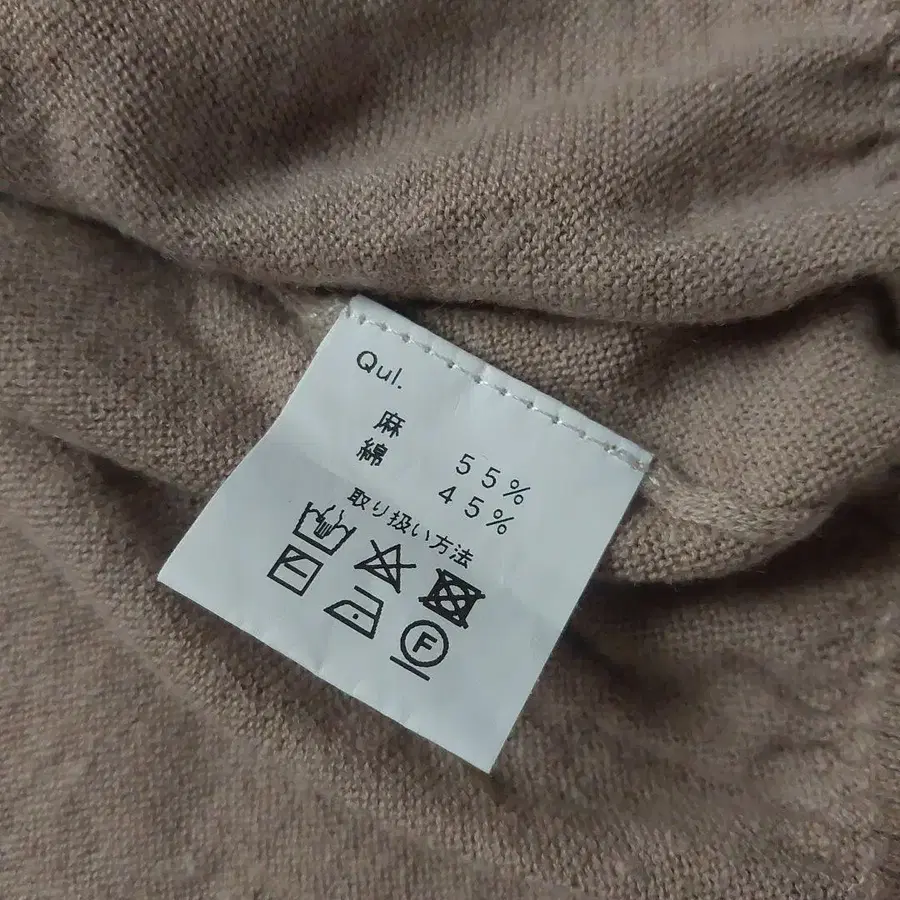 Qul.
麻 55%
綿 45%
取り扱い方法
F